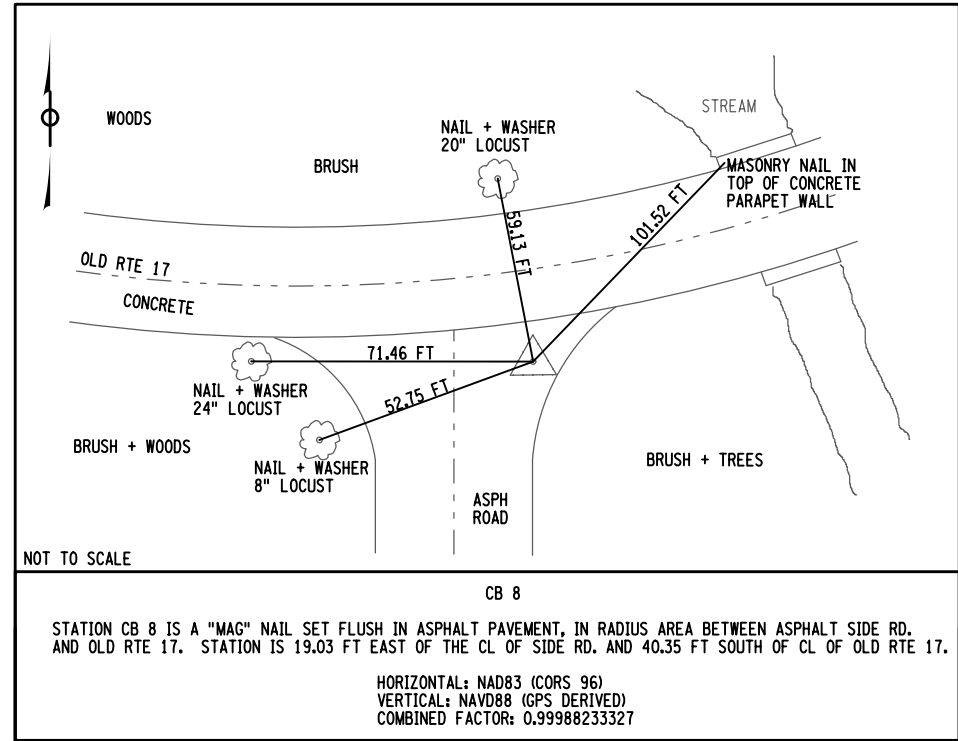 WOODS
STREAM
NAIL + WASHER
20" LOCUST
BRUSH
MASONRY NAIL IN
TOP OF CONCRETE
PARAPET WALL
59.13 FT
101.52 FT
OLD RTE 17
CONCRETE
71.46 FT
NAIL + WASHER
24" LOCUST
52.75 FT
BRUSH + WOODS
NAIL + WASHER
8" LOCUST
BRUSH + TREES
ASPH
ROAD
NOT TO SCALE
CB 8
STATION CB 8 IS A "MAG" NAIL SET FLUSH IN ASPHALT PAVEMENT, IN RADIUS AREA BETWEEN ASPHALT SIDE RD.
AND OLD RTE 17. STATION IS 19.03 FT EAST OF THE CL OF SIDE RD. AND 40.35 FT SOUTH OF CL OF OLD RTE 17.
HORIZONTAL: NAD83 (CORS 96)
VERTICAL: NAVD88 (GPS DERIVED)
COMBINED FACTOR: 0.99988233327